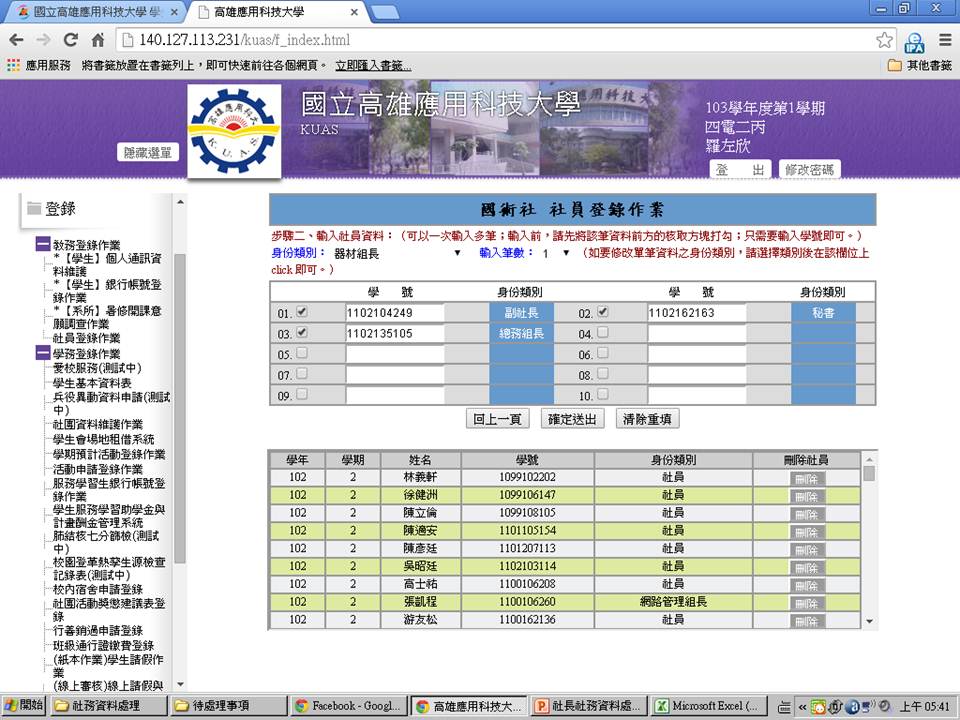 國立高雄應用科技大學 學
高雄應用科技大學
140.127.113.231/kuas/f_index.html
應用服務 將書籤放置在書籤列上，即可快速前往各個網頁。 立即匯入書籤...
其他書籤
國立高雄應用科技大學
KUAS
高雄應用科技大學
K.U.A.S.
隱藏選單
103學年度第1學期
四電二丙
羅左欣
登 出 修改密碼
登錄
教務登錄作業
*【學生】個人通訊資
料維護
*【學生】銀行帳號登
錄作業
*【系所】暑修開課意
願調查作業
社員登錄作業
學務登錄作業
愛校服務(測試中)
學生基本資料表
兵役異動資料申請(測試
中)
社團資料維護作業
學生會場地租借系統
學期預計活動登錄作業
活動申請登錄作業
服務學習生銀行帳號登
錄作業
學生服務學習助學金與
計畫酬金管理系統
肺結核七分篩檢(測試
中)
校園登革熱孳生源檢查
記錄表(測試中)
校內宿舍申請登錄
社團活動獎懲建議表登
錄
行善銷過申請登錄
班級通行證繳費登錄
(紙本作業)學生請假作
業
(線上審核)線上請假與
國術社 社員登錄作業
步驟二、輸入社員資料：（可以一次輸入多筆；輸入前，請先將該筆資料前方的核取方塊打勾；只需要輸入學號即可。）
身份類別： 器材組長 輸入筆數： 1 （如要修改單筆資料之身份類別，請選擇類別後在該欄位上
click 即可。）
學 號 身份類別 學 號 身份類別
01. 1102104249 副社長 02. 1102162163 秘書
03. 1102135105 總務組長 04.
05. 06.
07. 08.
09. 10.
回上一頁 確定送出 清除重填
學年 學期 姓名 學號 身份類別 刪除社員
102 2 林義軒 1099102202 社員 刪除
102 2 徐健洲 1099106147 社員 刪除
102 2 陳立倫 1099108105 社員 刪除
102 2 陳適安 1101105154 社員 刪除
102 2 陳彥廷 1101207113 社員 刪除
102 2 吳昭廷 1102103114 社員 刪除
102 2 高士祐 1100106208 社員 刪除
102 2 張凱程 1100106260 網路管理組長 刪除
102 2 游友松 1100162136 社員 刪除
開始 社務資料處理 待處理事項 Facebook - Googl... 高雄應用科技大... 社長社務資料處... Microsoft Excel (... 上午 05:41